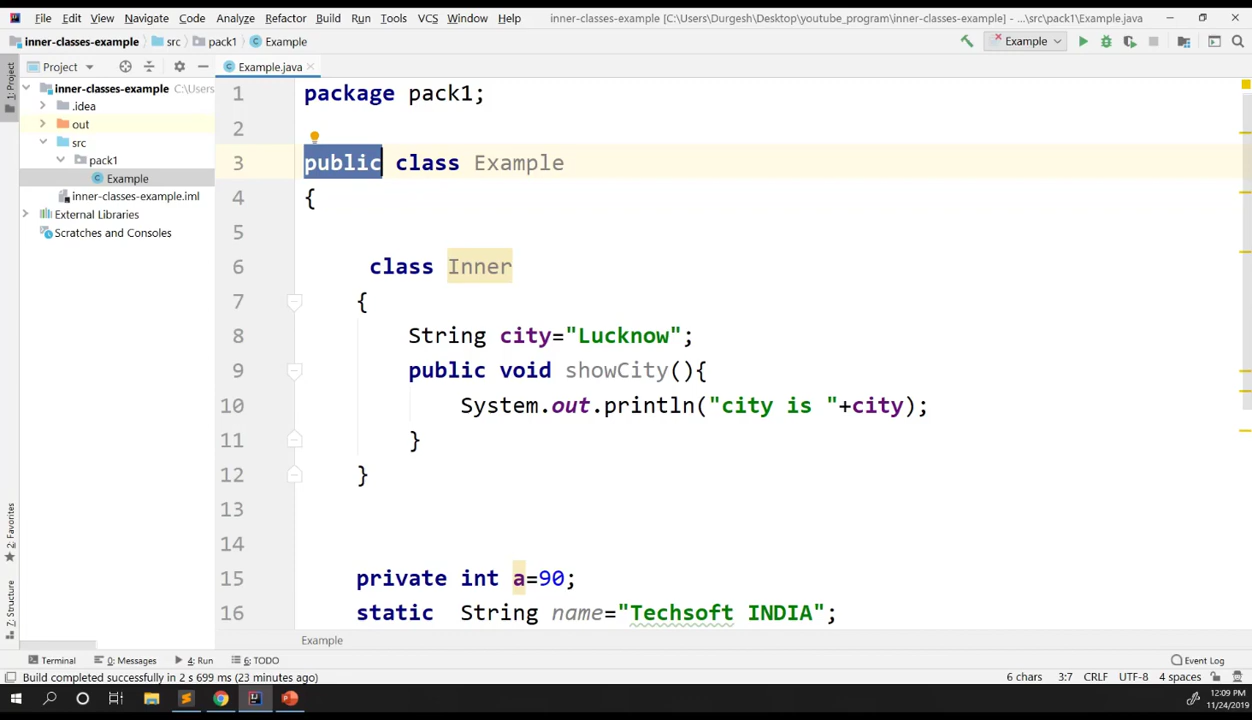 File Edit View Navigate Code Analyze Refactor Build Run Tools VCS Window Help inner-classes-example [C:\Users\Durgesh\Desktop\youtube_program\inner-classes-example] - ...\src\pack1\Example.java
inner-classes-example src pack1 Example Example
1: Project
Project
Example.java
inner-classes-example C:\Users
.idea
out
src
pack1
Example
inner-classes-example.iml
External Libraries
Scratches and Consoles
1 package pack1;
2
3 public class Example
4 {
5
6 class Inner
7 {
8 String city="Lucknow";
9 public void showCity(){
10 System.out.println("city is "+city);
11 }
12 }
13
14
15 private int a=90;
16 static String name="Techsoft INDIA";
2: Favorites
Z: Structure
Example
Terminal 0: Messages 4: Run 6: TODO Event Log
Build completed successfully in 2 s 699 ms (23 minutes ago) 6 chars 3:7 CRLF UTF-8 4 spaces
12:09 PM
11/24/2019